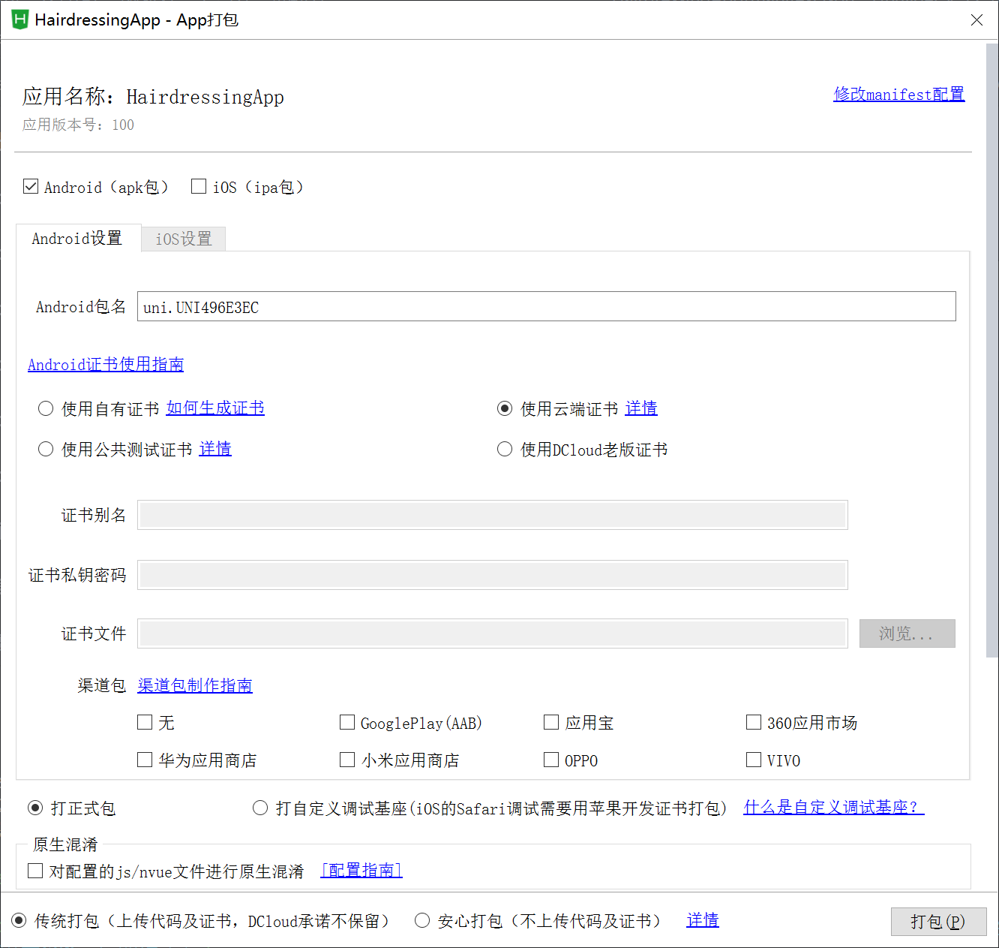 HairdressingApp - App打包
应用名称: HairdressingApp
修改manifest配置
应用版本号: 100
Android（apk包） iOS（ipa包）
Android设置 iOS设置
Android包名 uni.UNI496E3EC
Android证书使用指南
使用自有证书 如何生成证书 使用云端证书 详情
使用公共测试证书 详情 使用DCloud老版证书
证书别名
证书私钥密码
证书文件 浏览...
渠道包 渠道包制作指南
无 GooglePlay(AAB) 应用宝 360应用市场
华为应用商店 小米应用商店 OPPO VIVO
打正式包 打自定义调试基座(iOS的Safari调试需要用苹果开发证书打包) 什么是自定义调试基座?
原生混淆
对配置的js/nvue文件进行原生混淆 [配置指南]
传统打包（上传代码及证书，DCloud承诺不保留） 安心打包（不上传代码及证书） 详情 打包(P)